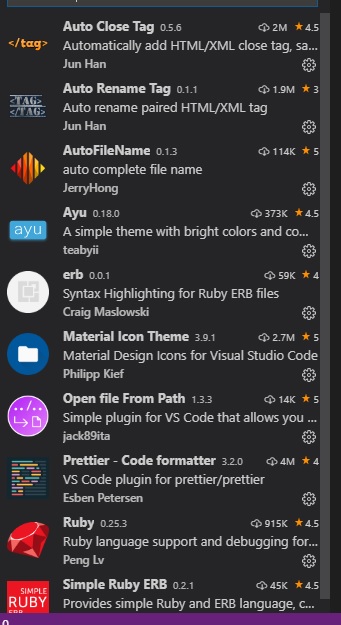 Auto Close Tag 0.5.6 2M ★4.5
</tag> Automatically add HTML/XML close tag, sa...
Jun Han
Auto Rename Tag 0.1.1 1.9M ★3
<TAG> Auto rename paired HTML/XML tag
</TAG>
Jun Han
AutoFileName 0.1.3 114K ★5
auto complete file name
JerryHong
Ayu 0.18.0 373K ★4.5
ayu A simple theme with bright colors and co...
teabyii
erb 0.0.1 59K ★4
Syntax Highlighting for Ruby ERB files
Craig Maslowski
Material Icon Theme 3.9.1 2.7M ★5
Material Design Icons for Visual Studio Code
Philipp Kief
Open file From Path 1.3.3 14K ★5
Simple plugin for VS Code that allows you ...
jack89ita
Prettier - Code formatter 3.2.0 4M ★4
VS Code plugin for prettier/prettier
Esben Petersen
Ruby 0.25.3 915K ★4.5
Ruby language support and debugging for...
Peng Lv
Simple Ruby ERB 0.2.1 45K ★4.5
SIMPLE
RUBY Provides simple Ruby and ERB language, c...
0